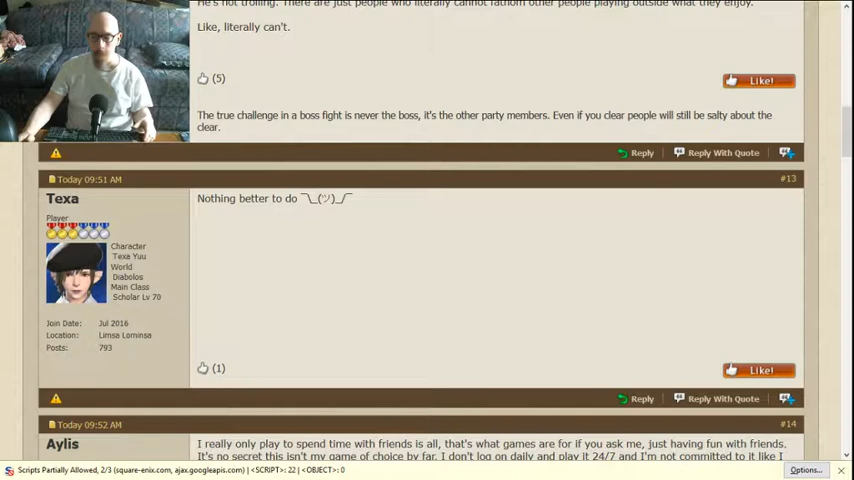 He's not trolling. There are just people who literally cannot fathom other people playing outside what they enjoy.
Like, literally can't.
(5)
Like!
The true challenge in a boss fight is never the boss, it's the other party members. Even if you clear people will still be salty about the
clear.
Reply Reply With Quote
Today 09:51 AM #13
Texa
Player
Nothing better to do ¯\_(ツ)_/¯
Character
Texa Yuu
World
Diabolos
Main Class
Scholar Lv 70
Join Date: Jul 2016
Location: Limsa Lominsa
Posts: 793
(1)
Like!
Reply Reply With Quote
Today 09:52 AM #14
Aylis
I really only play to spend time with friends is all, that's what games are for if you ask me, just having fun with friends.
It's no secret this isn't my game of choice by far. I don't log on daily and play it 24/7 and I'm not committed to it like I
Scripts Partially Allowed, 2/3 (square-enix.com, ajax.googleapis.com) | <SCRIPT>: 22 | <OBJECT>: 0
Options...